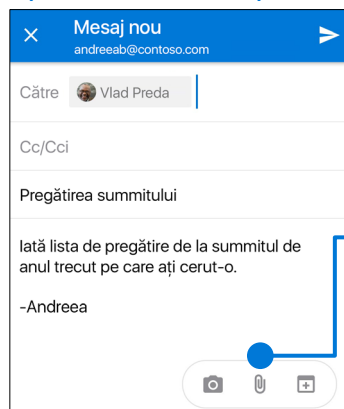 Mesaj nou
andreeab@contoso.com
Către Vlad Preda
Cc/Cci
Pregătirea summitului
Iată lista de pregătire de la summitul de
anul trecut pe care ați cerut-o.
-Andreea